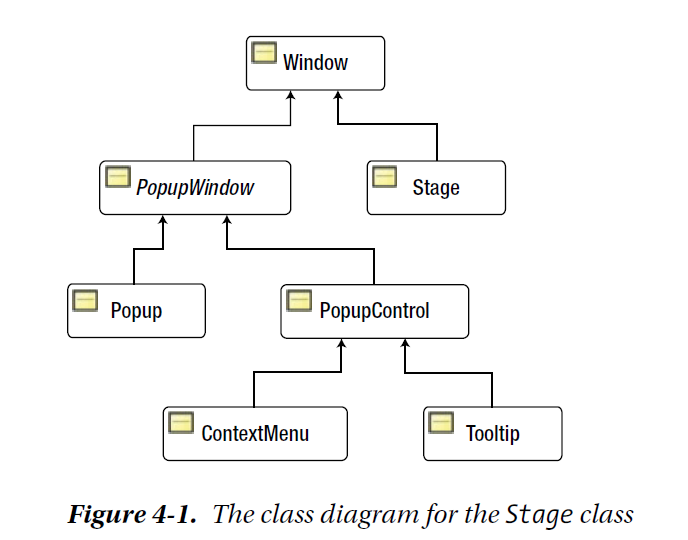 Window
PopupWindow
Stage
Popup
PopupControl
ContextMenu
Tooltip
Figure 4-1. The class diagram for the Stage class